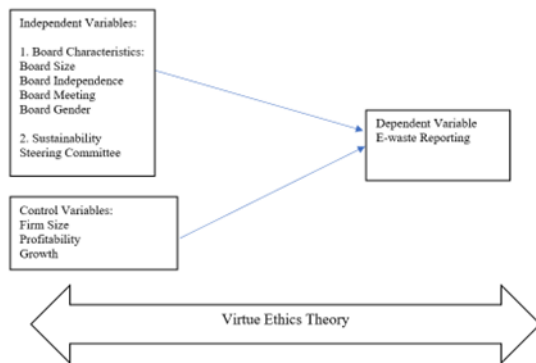 Independent Variables:
1. Board Characteristics:
Board Size
Board Independence
Board Meeting
Board Gender
2. Sustainability
Steering Committee
Dependent Variable
E-waste Reporting
Control Variables:
Firm Size
Profitability
Growth
Virtue Ethics Theory